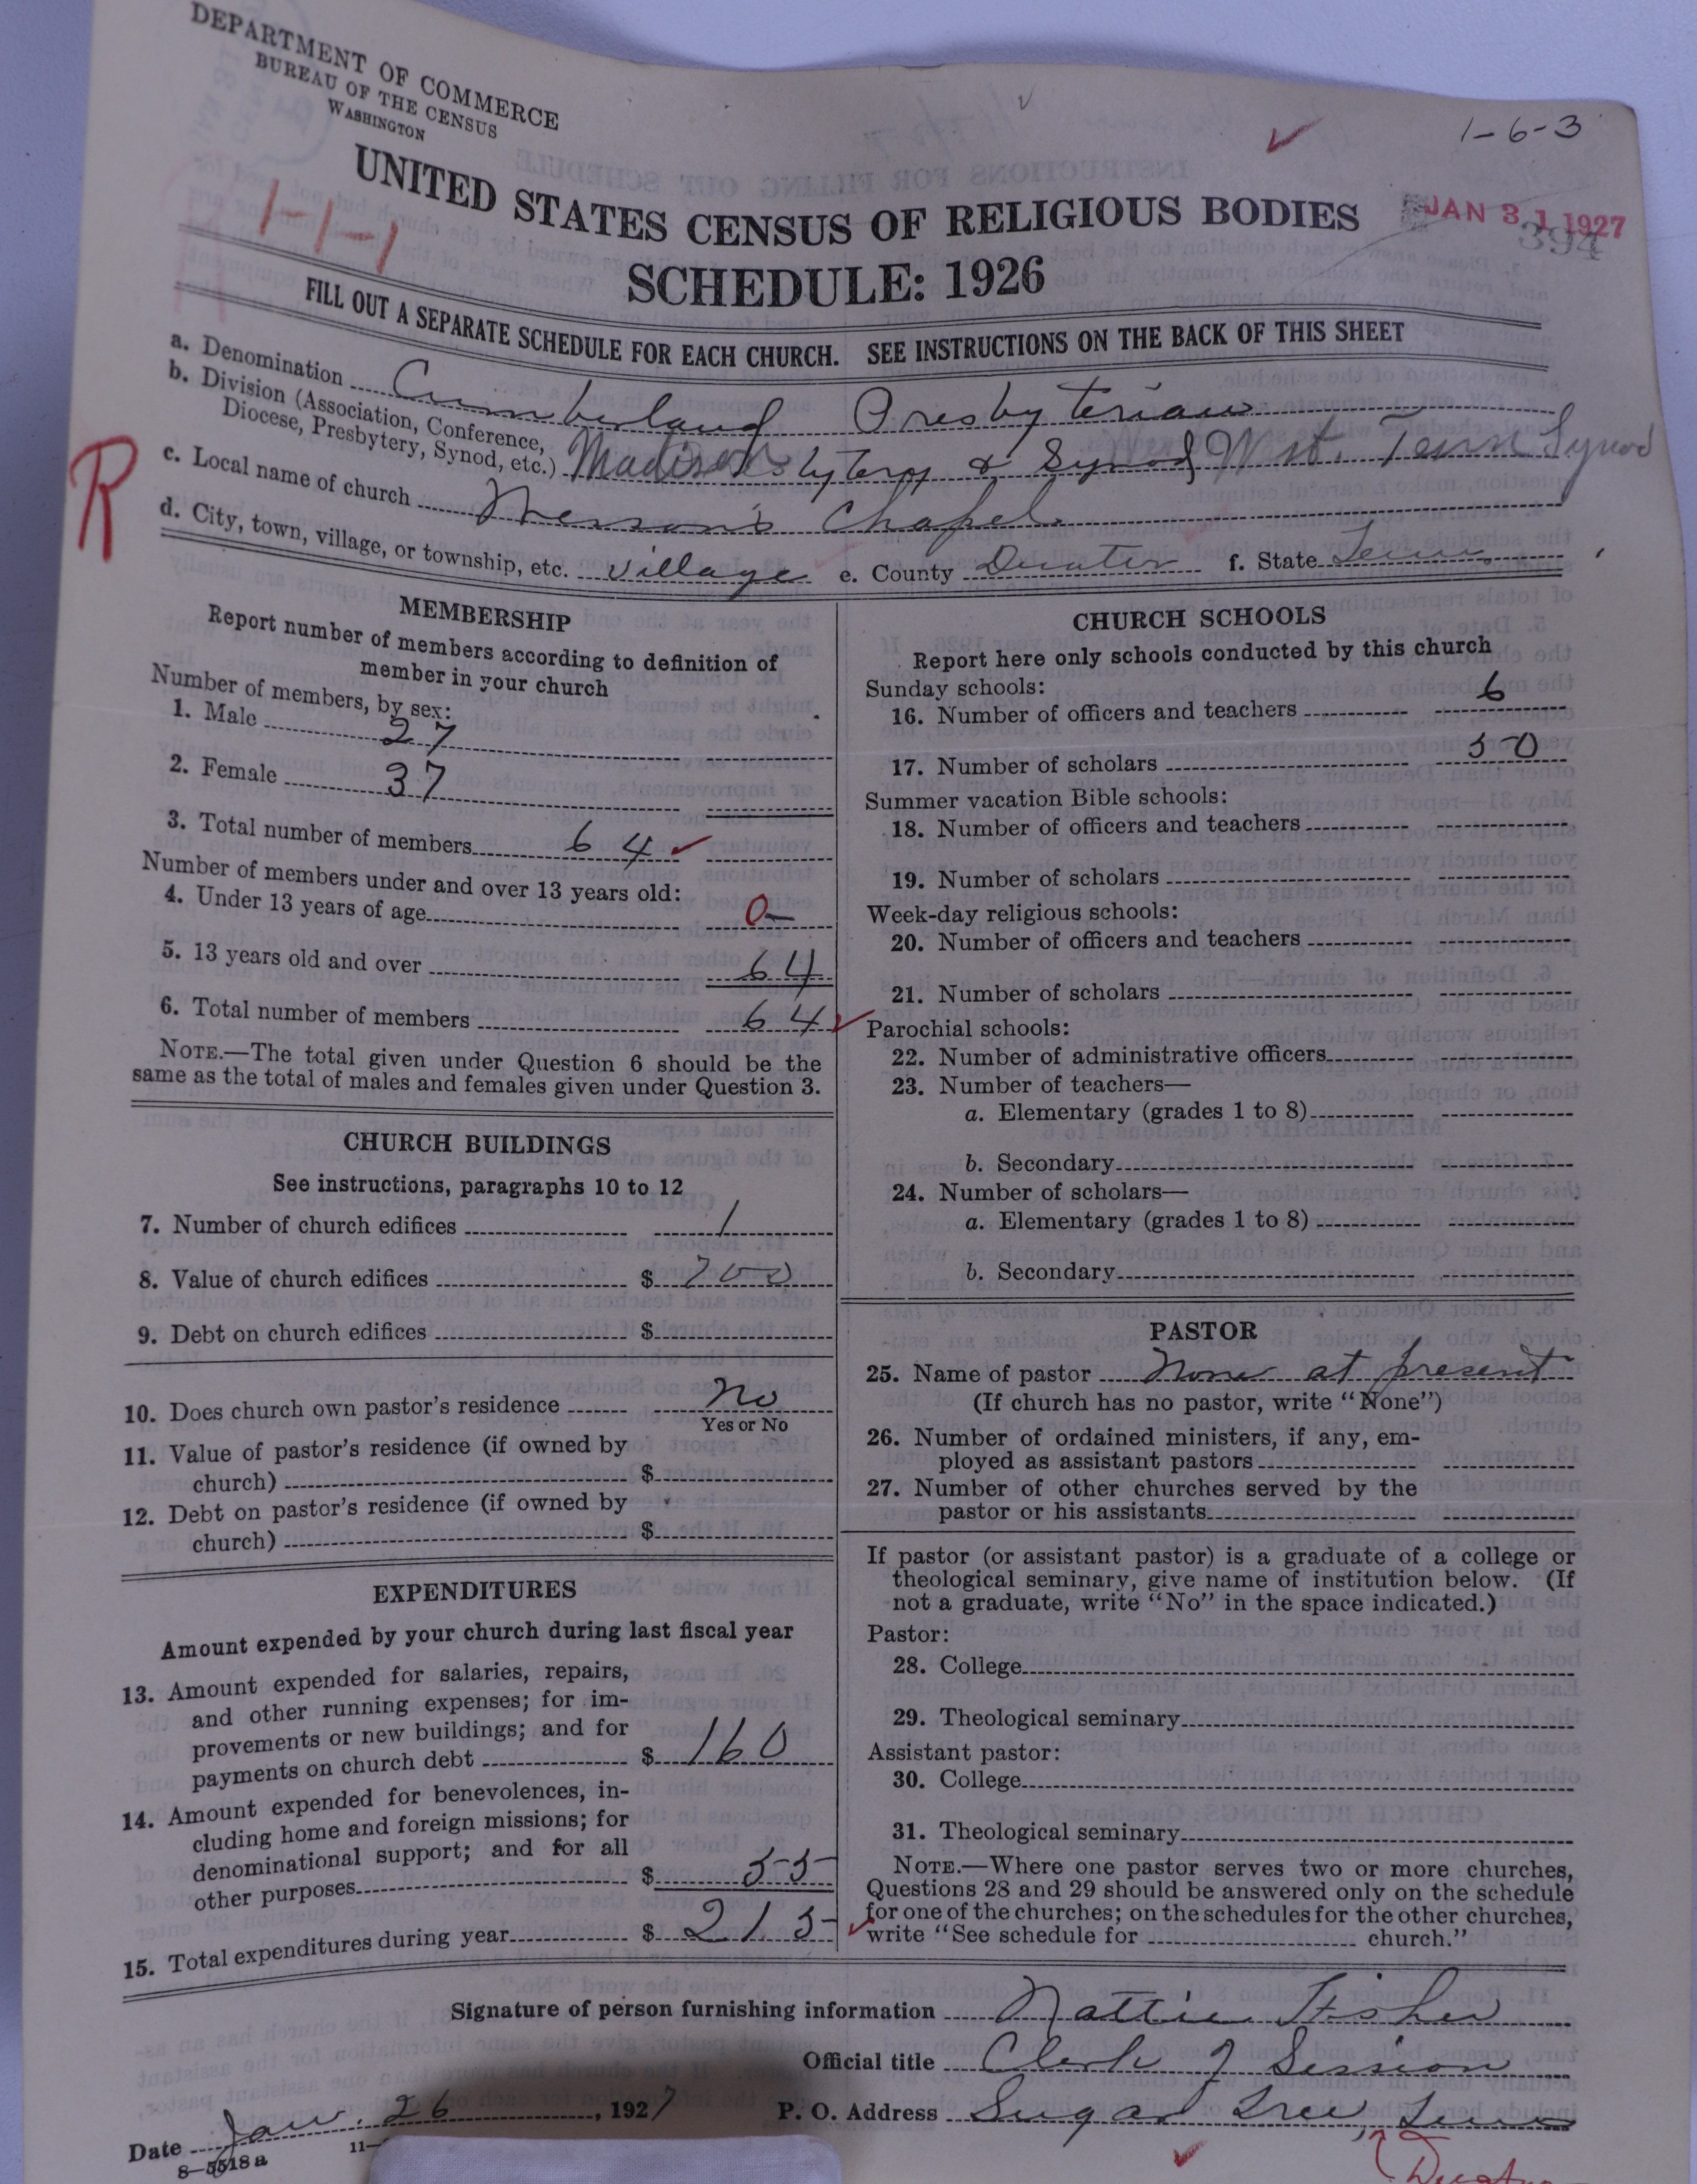 DEPARTMENT OF COMMERCE
BUREAU OF THE CENSUS
WASHINGTON
1-6-3
UNITED STATES CENSUS OF RELIGIOUS BODIES
JAN 31 1927
394
1-1-1
SCHEDULE: 1926
FILL OUT A SEPARATE SCHEDULE FOR EACH CHURCH. SEE INSTRUCTIONS ON THE BACK OF THIS SHEET
a. Denomination Cumberland Presbyterian
b. Division (Association, Conference,
Diocese, Presbytery, Synod, etc.) Madison & Synod West. Tenn Synod
R
c. Local name of church Chapel
d. City, town, village, or township, etc. village e. County Decatur f. State Tenn
MEMBERSHIP
Report number of members according to definition of
member in your church
Number of members, by sex:
1. Male 27
2. Female 37
3. Total number of members 64
Number of members under and over 13 years old:
4. Under 13 years of age 0
5. 13 years old and over 64
6. Total number of members 64
NOTE.—The total given under Question 6 should be the
same as the total of males and females given under Question 3.
CHURCH BUILDINGS
See instructions, paragraphs 10 to 12
7. Number of church edifices 1
8. Value of church edifices $ 700
9. Debt on church edifices $
10. Does church own pastor's residence No
Yes or No
11. Value of pastor's residence (if owned by
church) $
12. Debt on pastor's residence (if owned by
church) $
EXPENDITURES
Amount expended by your church during last fiscal year
13. Amount expended for salaries, repairs,
and other running expenses; for im-
provements or new buildings; and for
payments on church debt $ 160
14. Amount expended for benevolences, in-
cluding home and foreign missions; for
denominational support; and for all
other purposes $ 55
15. Total expenditures during year $ 215
CHURCH SCHOOLS
Report here only schools conducted by this church
Sunday schools:
16. Number of officers and teachers 6
17. Number of scholars 50
Summer vacation Bible schools:
18. Number of officers and teachers
19. Number of scholars
Week-day religious schools:
20. Number of officers and teachers
21. Number of scholars
Parochial schools:
22. Number of administrative officers
23. Number of teachers—
a. Elementary (grades 1 to 8)
b. Secondary
24. Number of scholars—
a. Elementary (grades 1 to 8)
b. Secondary
PASTOR
25. Name of pastor None at present
(If church has no pastor, write "None")
26. Number of ordained ministers, if any, em-
ployed as assistant pastors
27. Number of other churches served by the
pastor or his assistants
If pastor (or assistant pastor) is a graduate of a college or
theological seminary, give name of institution below. (If
not a graduate, write "No" in the space indicated.)
Pastor:
28. College
29. Theological seminary
Assistant pastor:
30. College
31. Theological seminary
NOTE.—Where one pastor serves two or more churches,
Questions 28 and 29 should be answered only on the schedule
for one of the churches; on the schedules for the other churches,
write "See schedule for church."
Signature of person furnishing information Mattie Fisher
Official title Clerk of Session
Date Jan. 26, 1927 P. O. Address Sugar Tree, Tenn
8—5518 a 11—